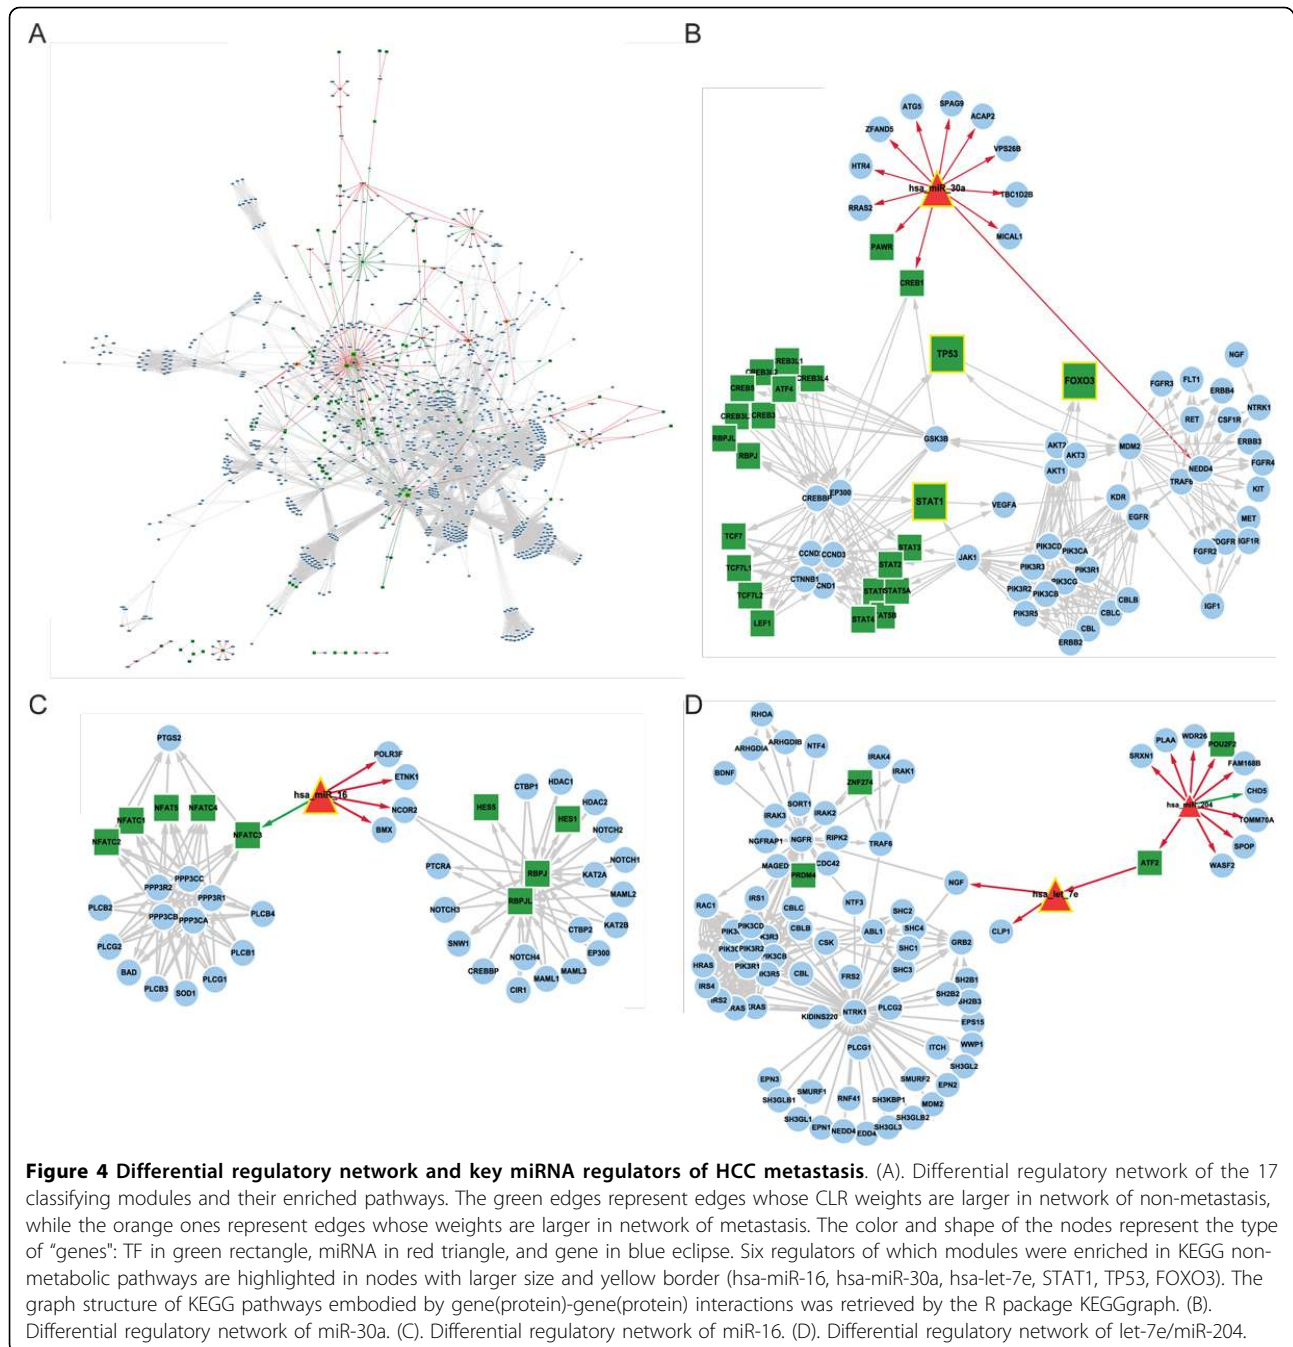 A
B
ATG5
SPAG9
ACAP2
ZFAND5
VPS26B
HTR4
hsa_miR_30a
TBC1D2B
RRAS2
MICAL1
PAWR
CREB1
TP53
FOXO3
NGF
CREB3L4
CREB5
ATF4
FGFR3
FLT1
ERBB4
NTRK1
CREB3
RET
CSF1R
RBPJL
RBPJ
GSK3B
AKT2
AKT3
AKT1
MDM2
ERBB3
FGFR4
NEDD4
TRAF6
KIT
CREBBP
EP300
STAT1
VEGFA
KDR
EGFR
MET
IGF1R
FGFR2
TCF7
STAT3
STAT2
JAK1
CCND3
PIK3CD
PIK3CA
PIK3R3
PIK3R1
TCF7L1
CTNNB1
PIK3CG
PIK3R2
PIK3CB
TCF7L2
STAT5A
CBLB
IGF1
LEF1
STAT4
PIK3R5
CBLC
CBL
ERBB2
C
PTGS2
POLR3F
ETNK1
hsa_miR_16
NCOR2
BMX
NFAT5
NFATC4
NFATC1
NFATC2
NFATC3
CTBP1
HDAC1
HES5
HES1
HDAC2
NOTCH2
NOTCH1
PTCRA
RBPJ
KAT2A
PPP3CC
PPP3R2
PPP3R1
MAML2
NOTCH3
RBPJL
PLCB2
PPP3CB
PPP3CA
PLCB4
CTBP2
KAT2B
SNW1
EP300
PLCG2
PLCB1
NOTCH4
BAD
CREBBP
MAML1
MAML3
PLCB3
SOD1
PLCG1
CIR1
D
RHOA
ARHGDIA
ARHGDIB
NTF4
BDNF
IRAK4
IRAK1
ZNF274
SORT1
IRAK3
IRAK2
NGFRAP1
NGFR
RIPK2
TRAF6
MAGED
CDC42
PRDM4
NGF
SRXN1
PLAA
WDR26
POU2F2
FAM168B
CHD5
hsa_miR_204
TOMM70A
SPOP
WASF2
ATF2
hsa_let_7e
CLP1
RAC1
IRS1
CBLC
NTF3
SHC2
PIK3CD
CBLB
ABL1
SHC4
GRB2
PIK3R2
CSK
SHC1
PIK3R1
PIK3R5
CBL
FRS2
SHC3
HRAS
IRS4
IRS2
SH2B1
SH2B2
SH2B3
KIDINS220
NTRK1
PLCG2
EPS15
PLCG1
ITCH
WWP1
SH3GL2
EPN3
SMURF1
RNF41
SMURF2
EPN2
SH3GLB1
SH3KBP1
MDM2
SH3GL1
SH3GLB2
EPN1
NEDD4
SH3GL3
Figure 4 Differential regulatory network and key miRNA regulators of HCC metastasis. (A). Differential regulatory network of the 17
classifying modules and their enriched pathways. The green edges represent edges whose CLR weights are larger in network of non-metastasis,
while the orange ones represent edges whose weights are larger in network of metastasis. The color and shape of the nodes represent the type
of “genes": TF in green rectangle, miRNA in red triangle, and gene in blue eclipse. Six regulators of which modules were enriched in KEGG non-
metabolic pathways are highlighted in nodes with larger size and yellow border (hsa-miR-16, hsa-miR-30a, hsa-let-7e, STAT1, TP53, FOXO3). The
graph structure of KEGG pathways embodied by gene(protein)-gene(protein) interactions was retrieved by the R package KEGGgraph. (B).
Differential regulatory network of miR-30a. (C). Differential regulatory network of miR-16. (D). Differential regulatory network of let-7e/miR-204.